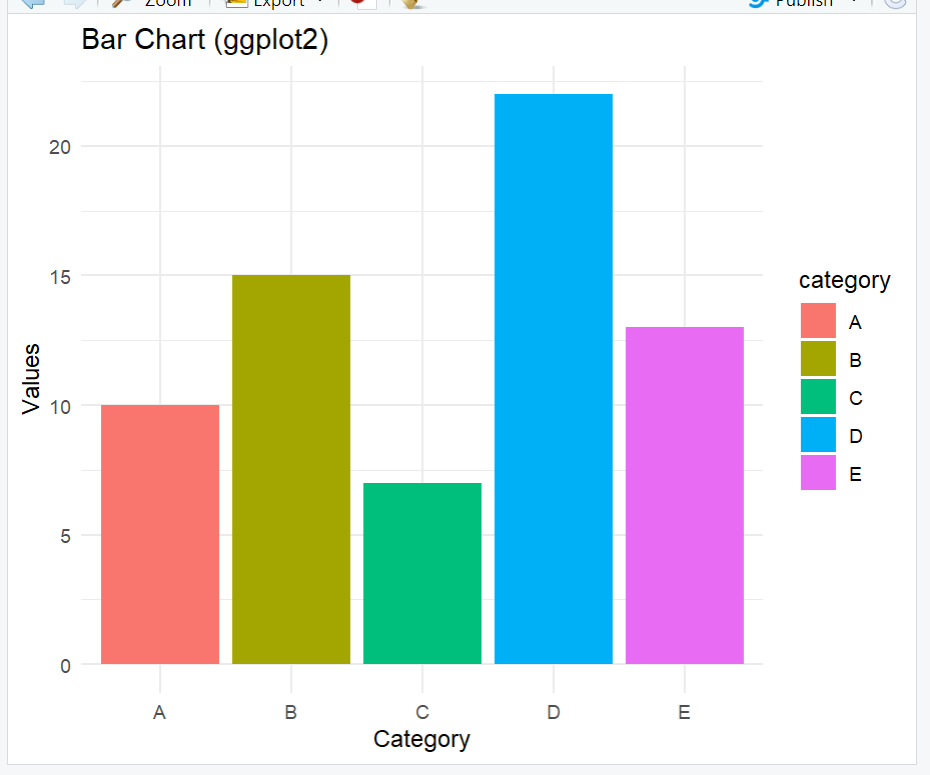 Zoom Export Publish
Bar Chart (ggplot2)
20
15
10
5
0
Values
A B C D E
Category
category
A
B
C
D
E